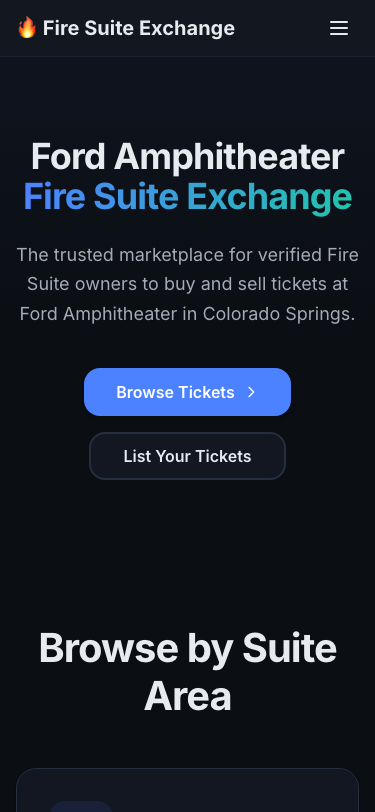 Fire Suite Exchange
Ford Amphitheater
Fire Suite Exchange
The trusted marketplace for verified Fire
Suite owners to buy and sell tickets at
Ford Amphitheater in Colorado Springs.
Browse Tickets
List Your Tickets
Browse by Suite
Area